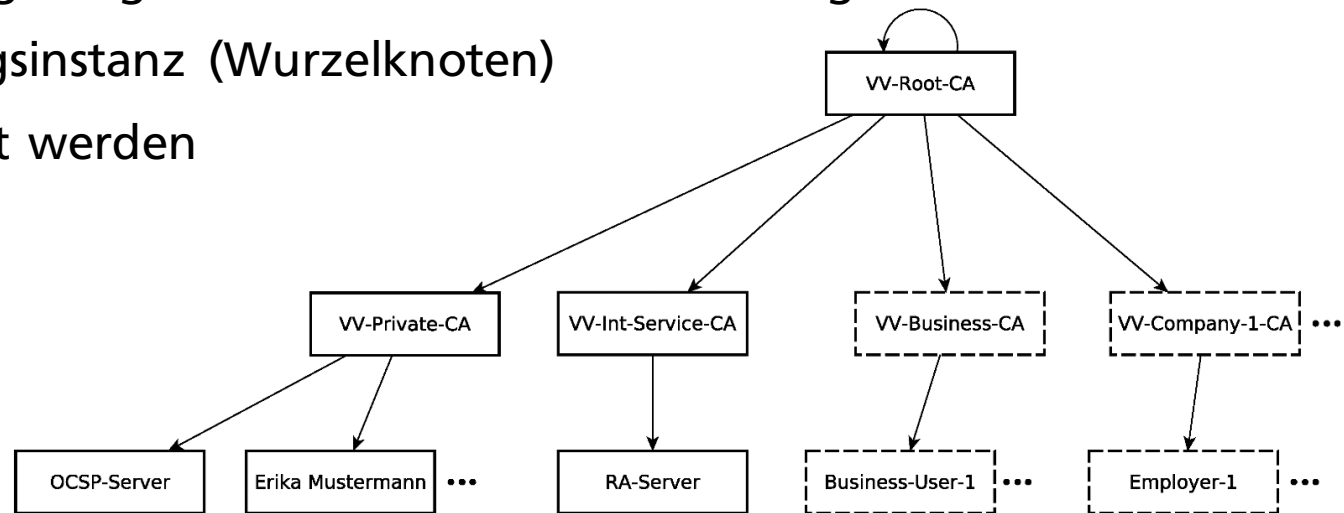 gsinstanz (Wurzelknoten)
t werden
VV-Root-CA
VV-Private-CA VV-Int-Service-CA VV-Business-CA VV-Company-1-CA ...
OCSP-Server Erika Mustermann ... RA-Server Business-User-1 ... Employer-1 ...